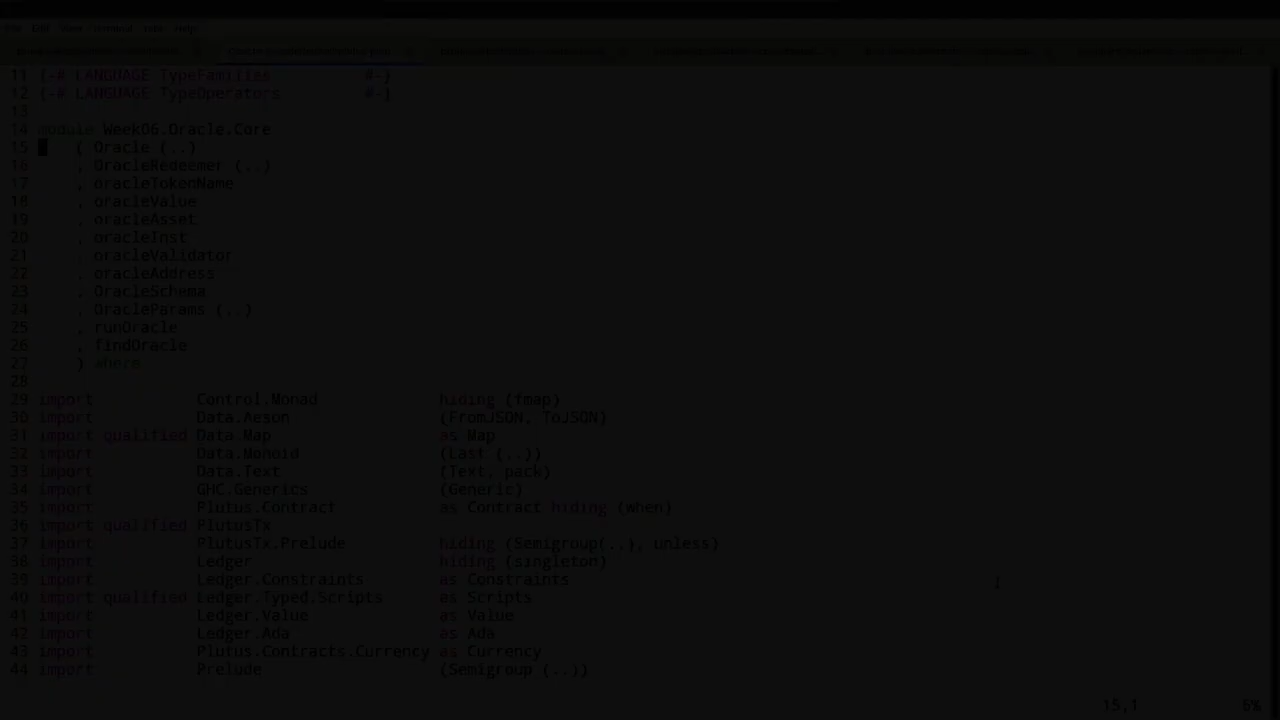 File Edit View Terminal Tabs Help
11 {-# LANGUAGE TypeFamilies          #-}
12 {-# LANGUAGE TypeOperators         #-}
13
14 module Week06.Oracle.Core
15     ( Oracle (..)
16     , OracleRedeemer (..)
17     , oracleTokenName
18     , oracleValue
19     , oracleAsset
20     , oracleInst
21     , oracleValidator
22     , oracleAddress
23     , OracleSchema
24     , OracleParams (..)
25     , runOracle
26     , findOracle
27     ) where
28
29 import           Control.Monad             hiding (fmap)
30 import           Data.Aeson                (FromJSON, ToJSON)
31 import qualified Data.Map                  as Map
32 import           Data.Monoid               (Last (..))
33 import           Data.Text                 (Text, pack)
34 import           GHC.Generics              (Generic)
35 import           Plutus.Contract           as Contract hiding (when)
36 import qualified PlutusTx
37 import           PlutusTx.Prelude          hiding (Semigroup(..), unless)
38 import           Ledger                    hiding (singleton)
39 import           Ledger.Constraints        as Constraints
40 import qualified Ledger.Typed.Scripts      as Scripts
41 import           Ledger.Value              as Value
42 import           Ledger.Ada                as Ada
43 import           Plutus.Contracts.Currency as Currency
44 import           Prelude                   (Semigroup (..))
15,1 6%